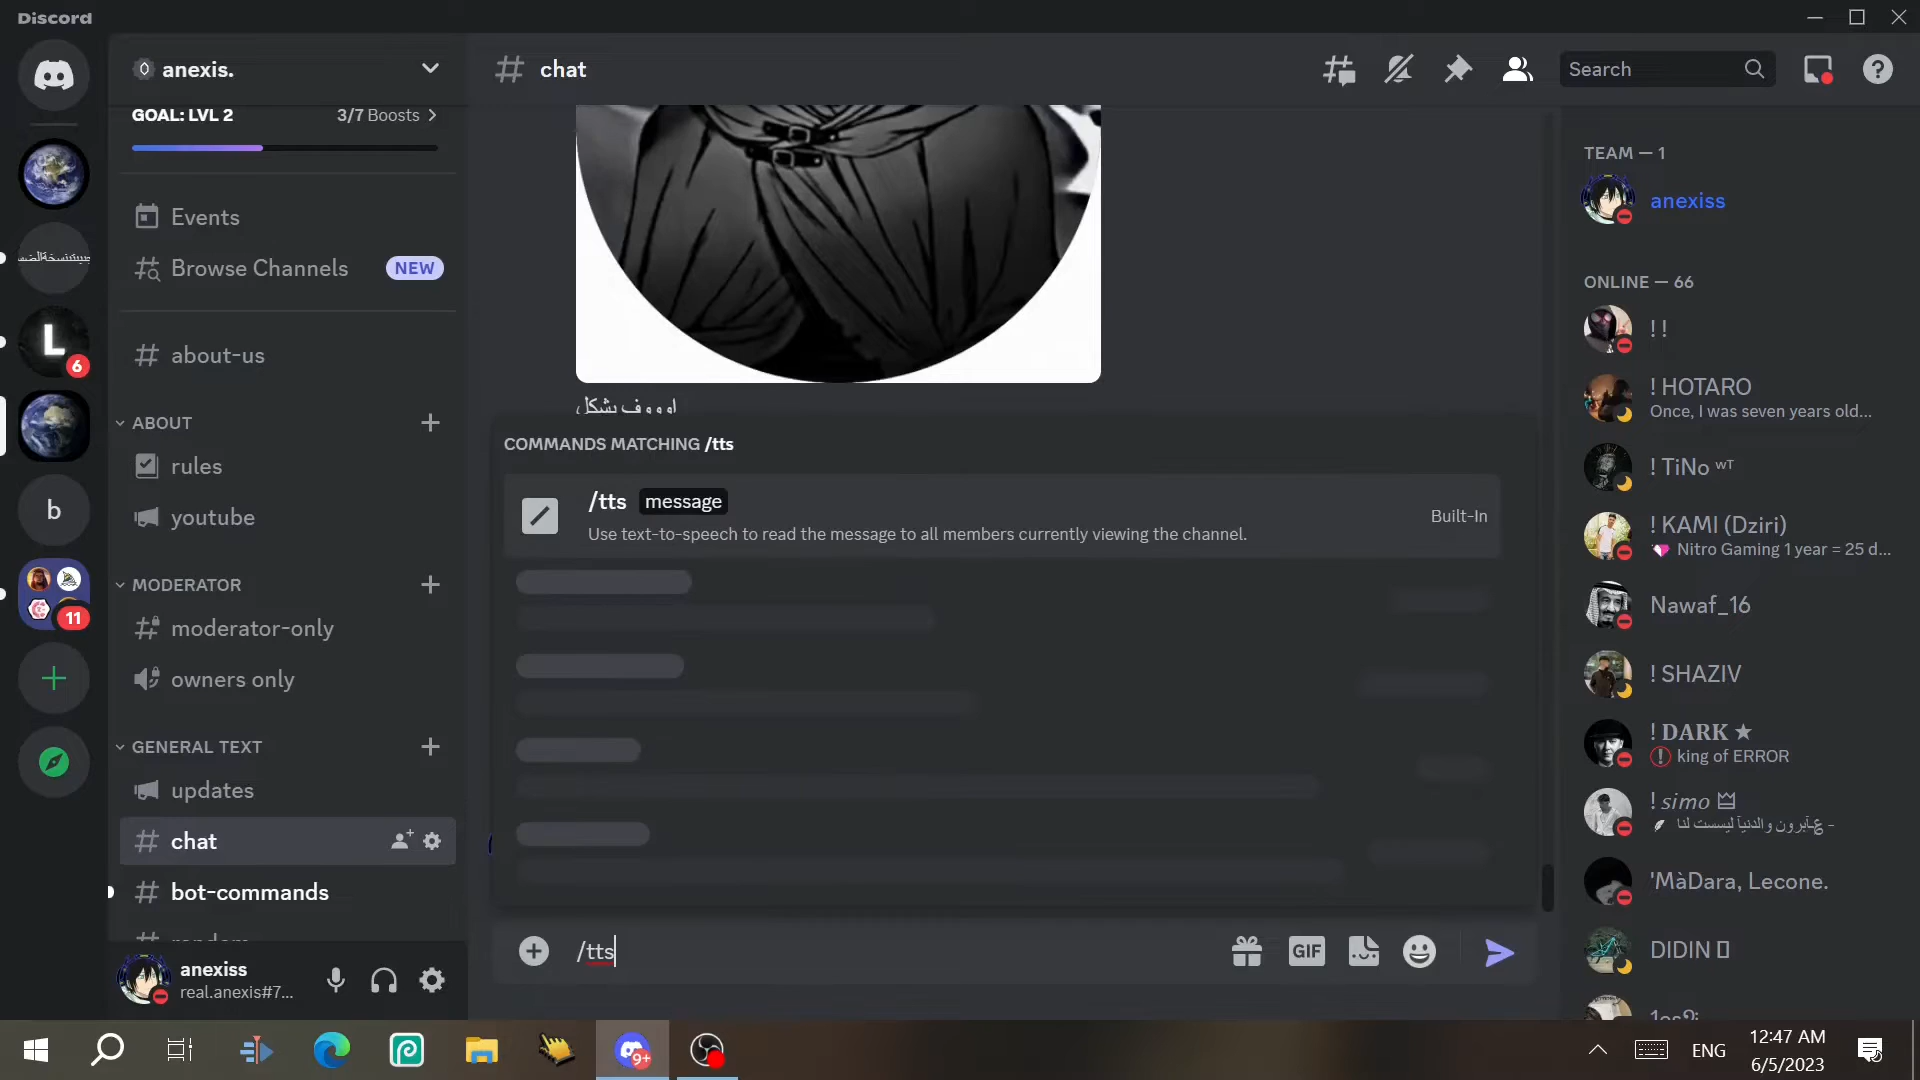 Discord
anexis.
GOAL: LVL 2
3/7 Boosts
Events
Browse Channels
NEW
about-us
ABOUT
rules
youtube
MODERATOR
moderator-only
owners only
GENERAL TEXT
updates
chat
bot-commands
L
6
b
11
anexiss
real.anexis#7...
chat
Search
اوووف بشكل
COMMANDS MATCHING /tts
/tts message
Use text-to-speech to read the message to all members currently viewing the channel.
Built-In
/tts
GIF
TEAM — 1
anexiss
ONLINE — 66
! !
! HOTARO
Once, I was seven years old...
! TiNo ʷᵀ
! KAMI (Dziri)
Nitro Gaming 1 year = 25 d...
Nawaf_16
! SHAZIV
! DARK ★
king of ERROR
! simo
'MàDara, Lecone.
DIDIN
9+
ENG
12:47 AM
6/5/2023